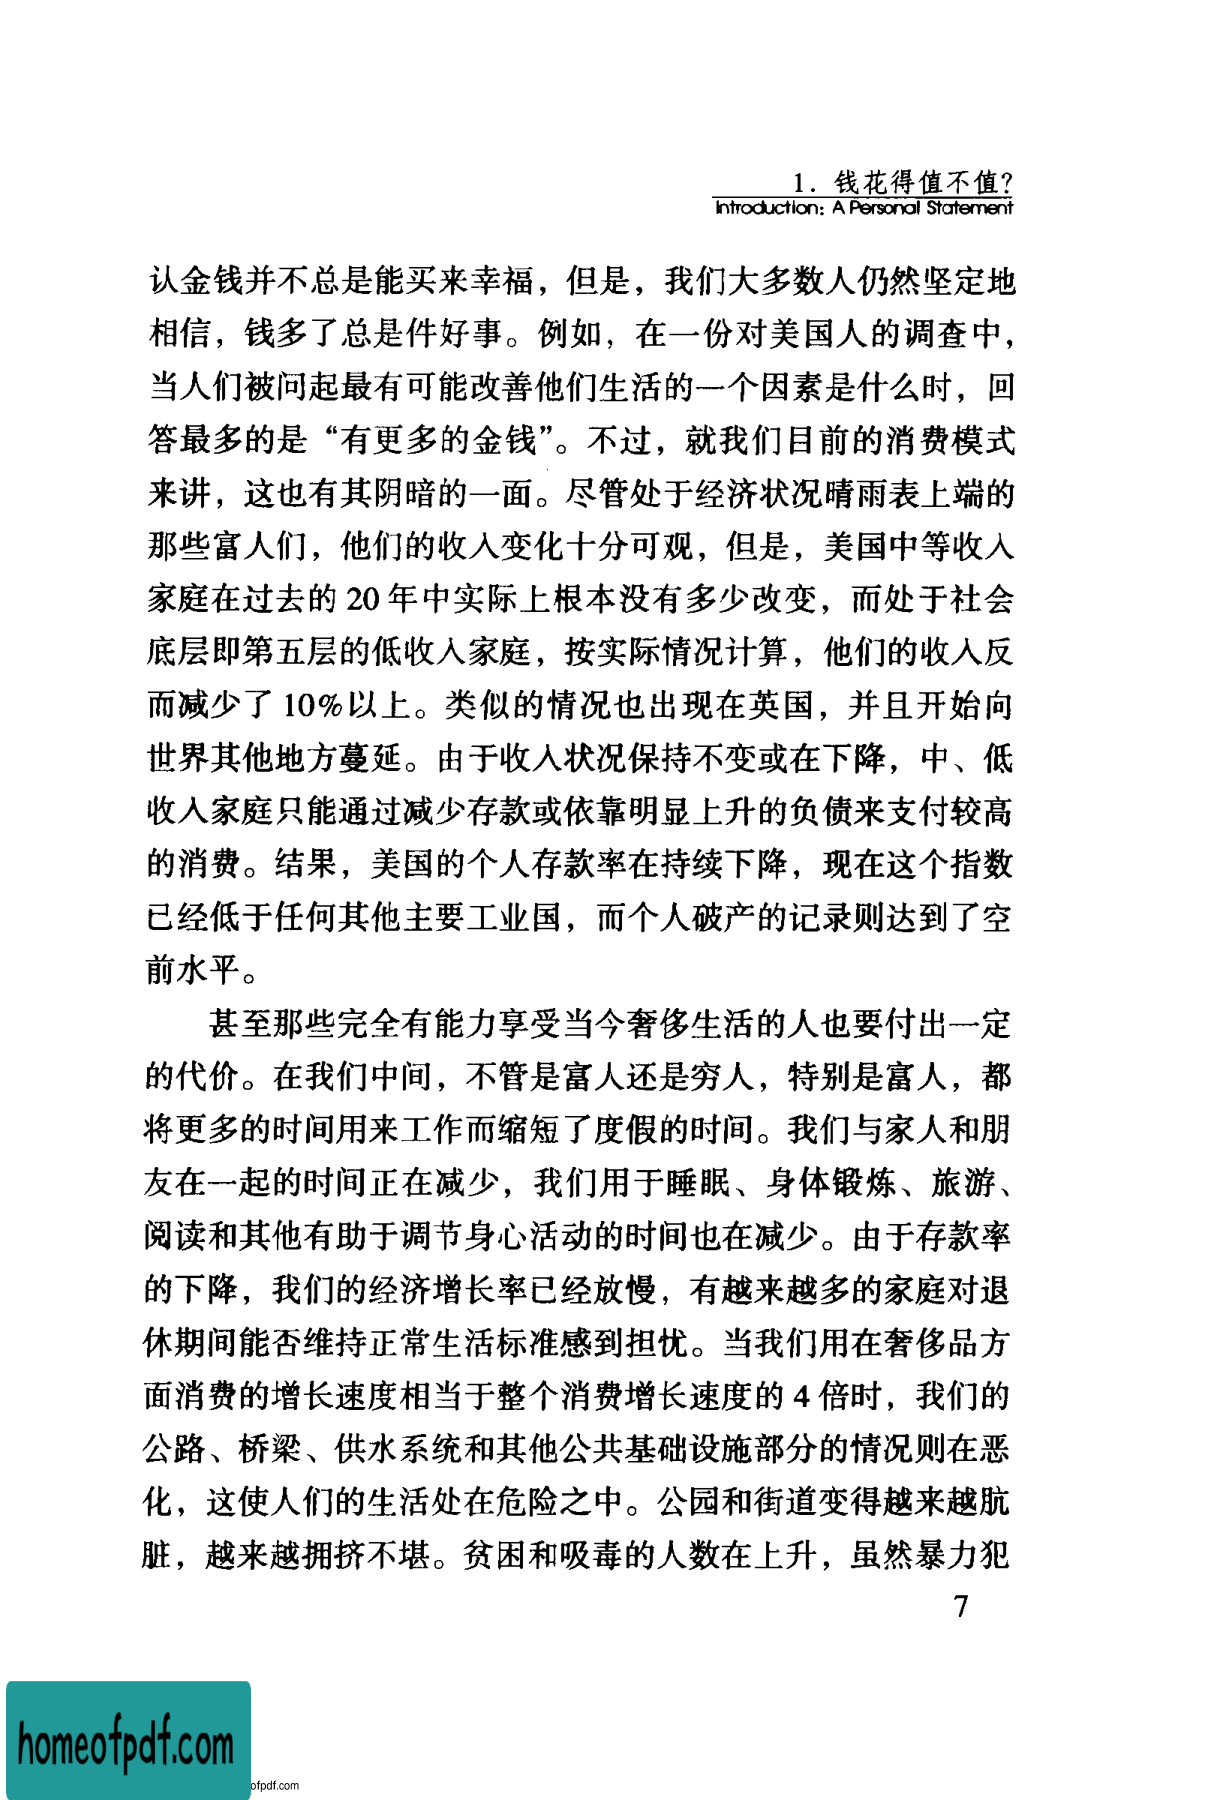 1. 钱花得值不值?
Introduction: A Personal Statement
认金钱并不总是能买来幸福，但是，我们大多数人仍然坚定地
相信，钱多了总是件好事。例如，在一份对美国人的调查中，
当人们被问起最有可能改善他们生活的一个因素是什么时，回
答最多的是“有更多的金钱”。不过，就我们目前的消费模式
来讲，这也有其阴暗的一面。尽管处于经济状况晴雨表上端的
那些富人们，他们的收入变化十分可观，但是，美国中等收入
家庭在过去的 20 年中实际上根本没有多少改变，而处于社会
底层即第五层的低收入家庭，按实际情况计算，他们的收入反
而减少了 10%以上。类似的情况也出现在英国，并且开始向
世界其他地方蔓延。由于收入状况保持不变或在下降，中、低
收入家庭只能通过减少存款或依靠明显上升的负债来支付较高
的消费。结果，美国的个人存款率在持续下降，现在这个指数
已经低于任何其他主要工业国，而个人破产的记录则达到了空
前水平。
甚至那些完全有能力享受当今奢侈生活的人也要付出一定
的代价。在我们中间，不管是富人还是穷人，特别是富人，都
将更多的时间用来工作而缩短了度假的时间。我们与家人和朋
友在一起的时间正在减少，我们用于睡眠、身体锻炼、旅游、
阅读和其他有助于调节身心活动的时间也在减少。由于存款率
的下降，我们的经济增长率已经放慢，有越来越多的家庭对退
休期间能否维持正常生活标准感到担忧。当我们用在奢侈品方
面消费的增长速度相当于整个消费增长速度的 4 倍时，我们的
公路、桥梁、供水系统和其他公共基础设施部分的情况则在恶
化，这使人们的生活处在危险之中。公园和街道变得越来越肮
脏，越来越拥挤不堪。贫困和吸毒的人数在上升，虽然暴力犯
7
homeofpdf.com
ofpdf.com